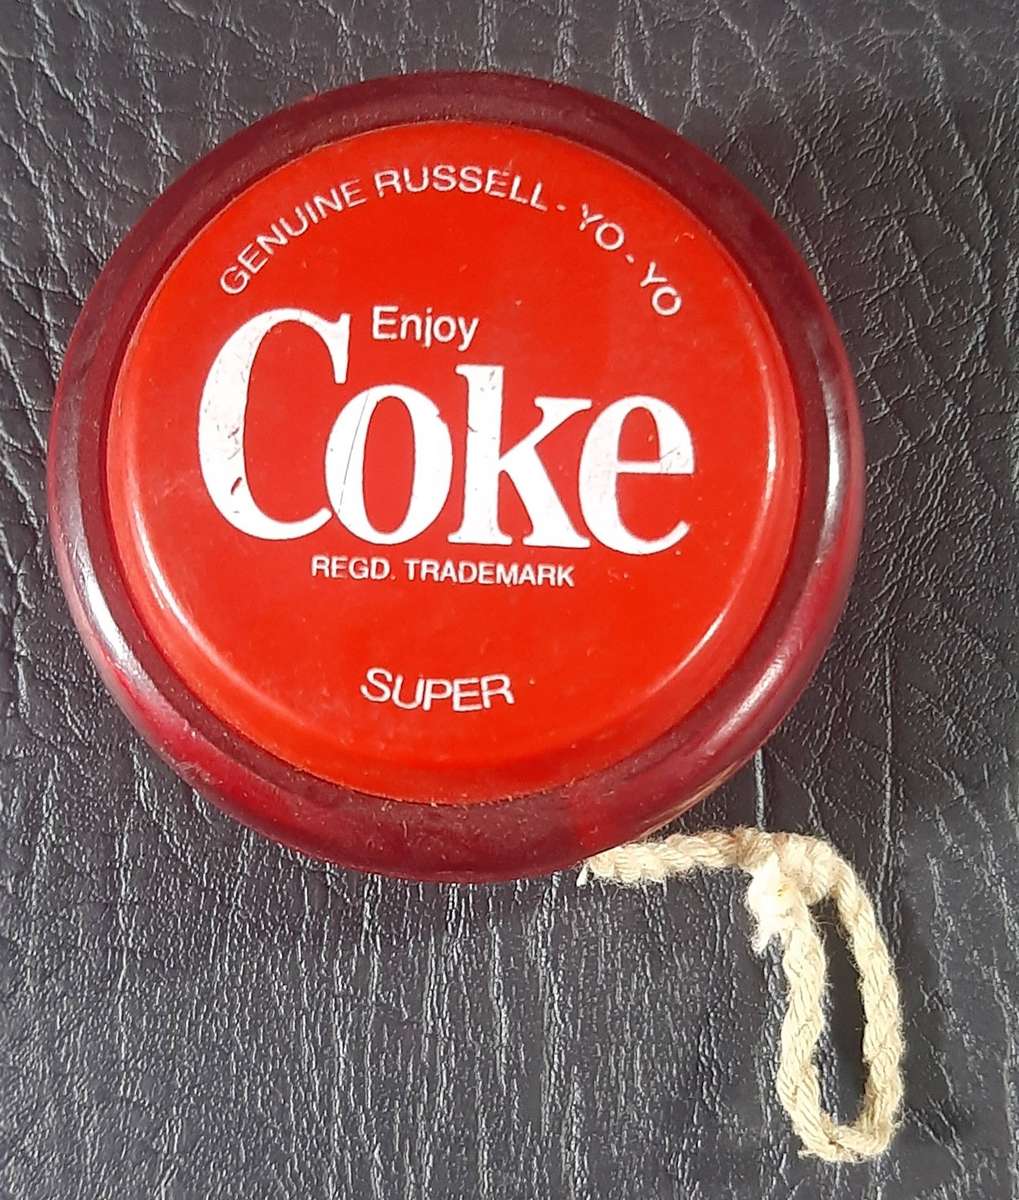 GENUINE RUSSELL - YO - YO
Enjoy
Coke
REGD. TRADEMARK
SUPER